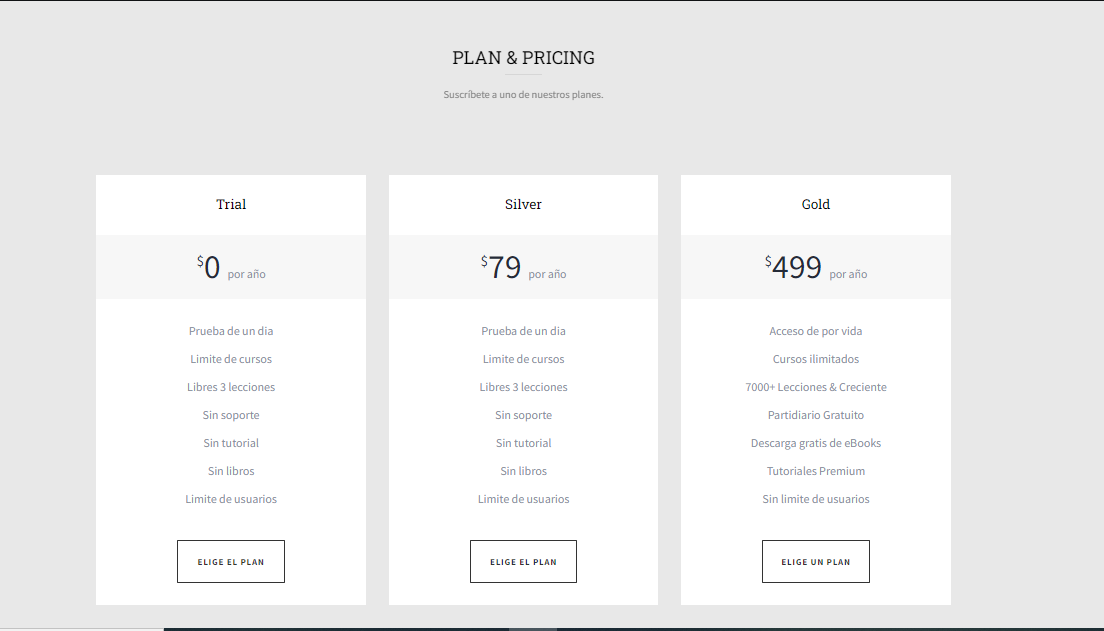 PLAN & PRICING
Suscríbete a uno de nuestros planes.
Trial
$0 por año
Prueba de un dia
Limite de cursos
Libres 3 lecciones
Sin soporte
Sin tutorial
Sin libros
Limite de usuarios
ELIGE EL PLAN
Silver
$79 por año
Prueba de un dia
Limite de cursos
Libres 3 lecciones
Sin soporte
Sin tutorial
Sin libros
Limite de usuarios
ELIGE EL PLAN
Gold
$499 por año
Acceso de por vida
Cursos ilimitados
7000+ Lecciones & Creciente
Partidiario Gratuito
Descarga gratis de eBooks
Tutoriales Premium
Sin limite de usuarios
ELIGE UN PLAN